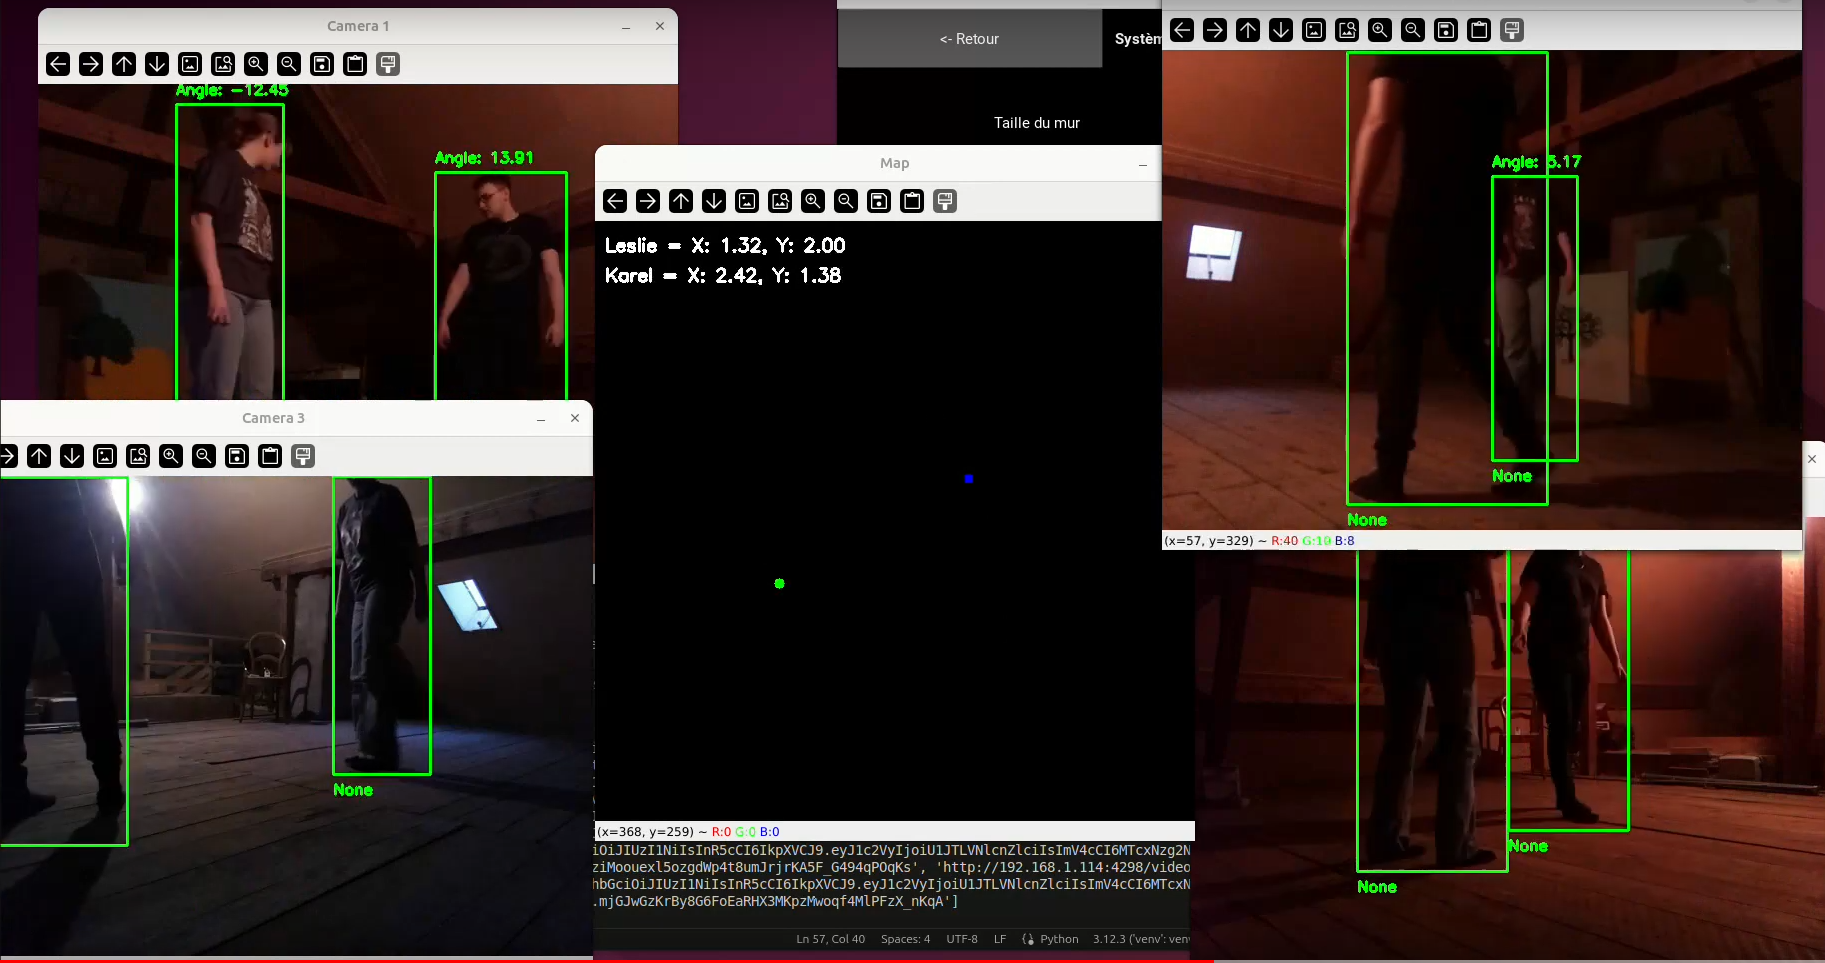 Camera 1
<- Retour
Systèm
Taille du mur
Angle: -12.45
Angle: 13.91
Map
Leslie = X: 1.32, Y: 2.00
Karel = X: 2.42, Y: 1.38
Angle: 5.17
None
None
(x=57, y=329) ~ R:40 G:10 B:8
Camera 3
None
None
None
(x=368, y=259) ~ R:0 G:0 B:0
iOiJIUzI1NiIsInR5cCI6IkpXVCJ9.eyJ1c2VyIjoiU1JTLVNlcnZlciIsImV4cCI6MTcxNzg2N
ziMoouexl5ozgdWp4t8umJrjrKA5F_G494qPOqKs', 'http://192.168.1.114:4298/video
hbGciOiJIUzI1NiIsInR5cCI6IkpXVCJ9.eyJ1c2VyIjoiU1JTLVNlcnZlciIsImV4cCI6MTcxN
.mjGJwGzKrBy8G6FoEaRHX3MKpzMwoqf4MlPFzX_nKqA']
Ln 57, Col 40 Spaces: 4 UTF-8 LF Python 3.12.3 ('venv': ven